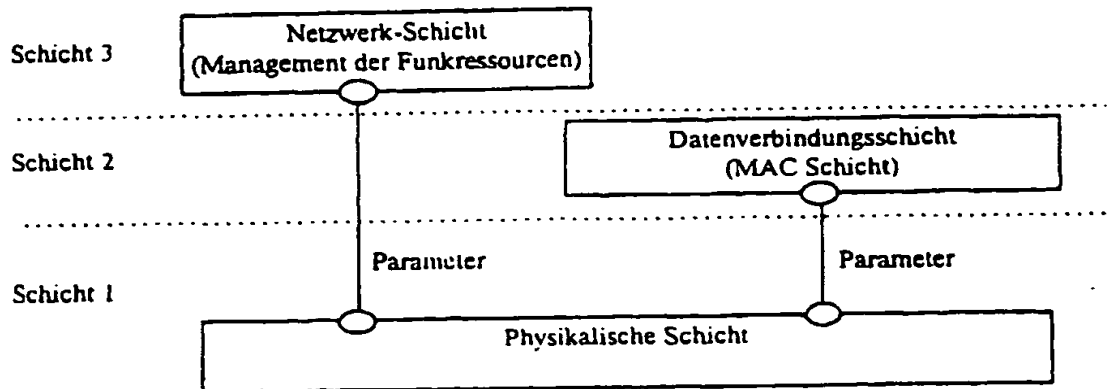 Schicht 3
Netzwerk-Schicht
(Management der Funkressourcen)
Schicht 2
Datenverbindungsschicht
(MAC Schicht)
Parameter
Parameter
Schicht 1
Physikalische Schicht